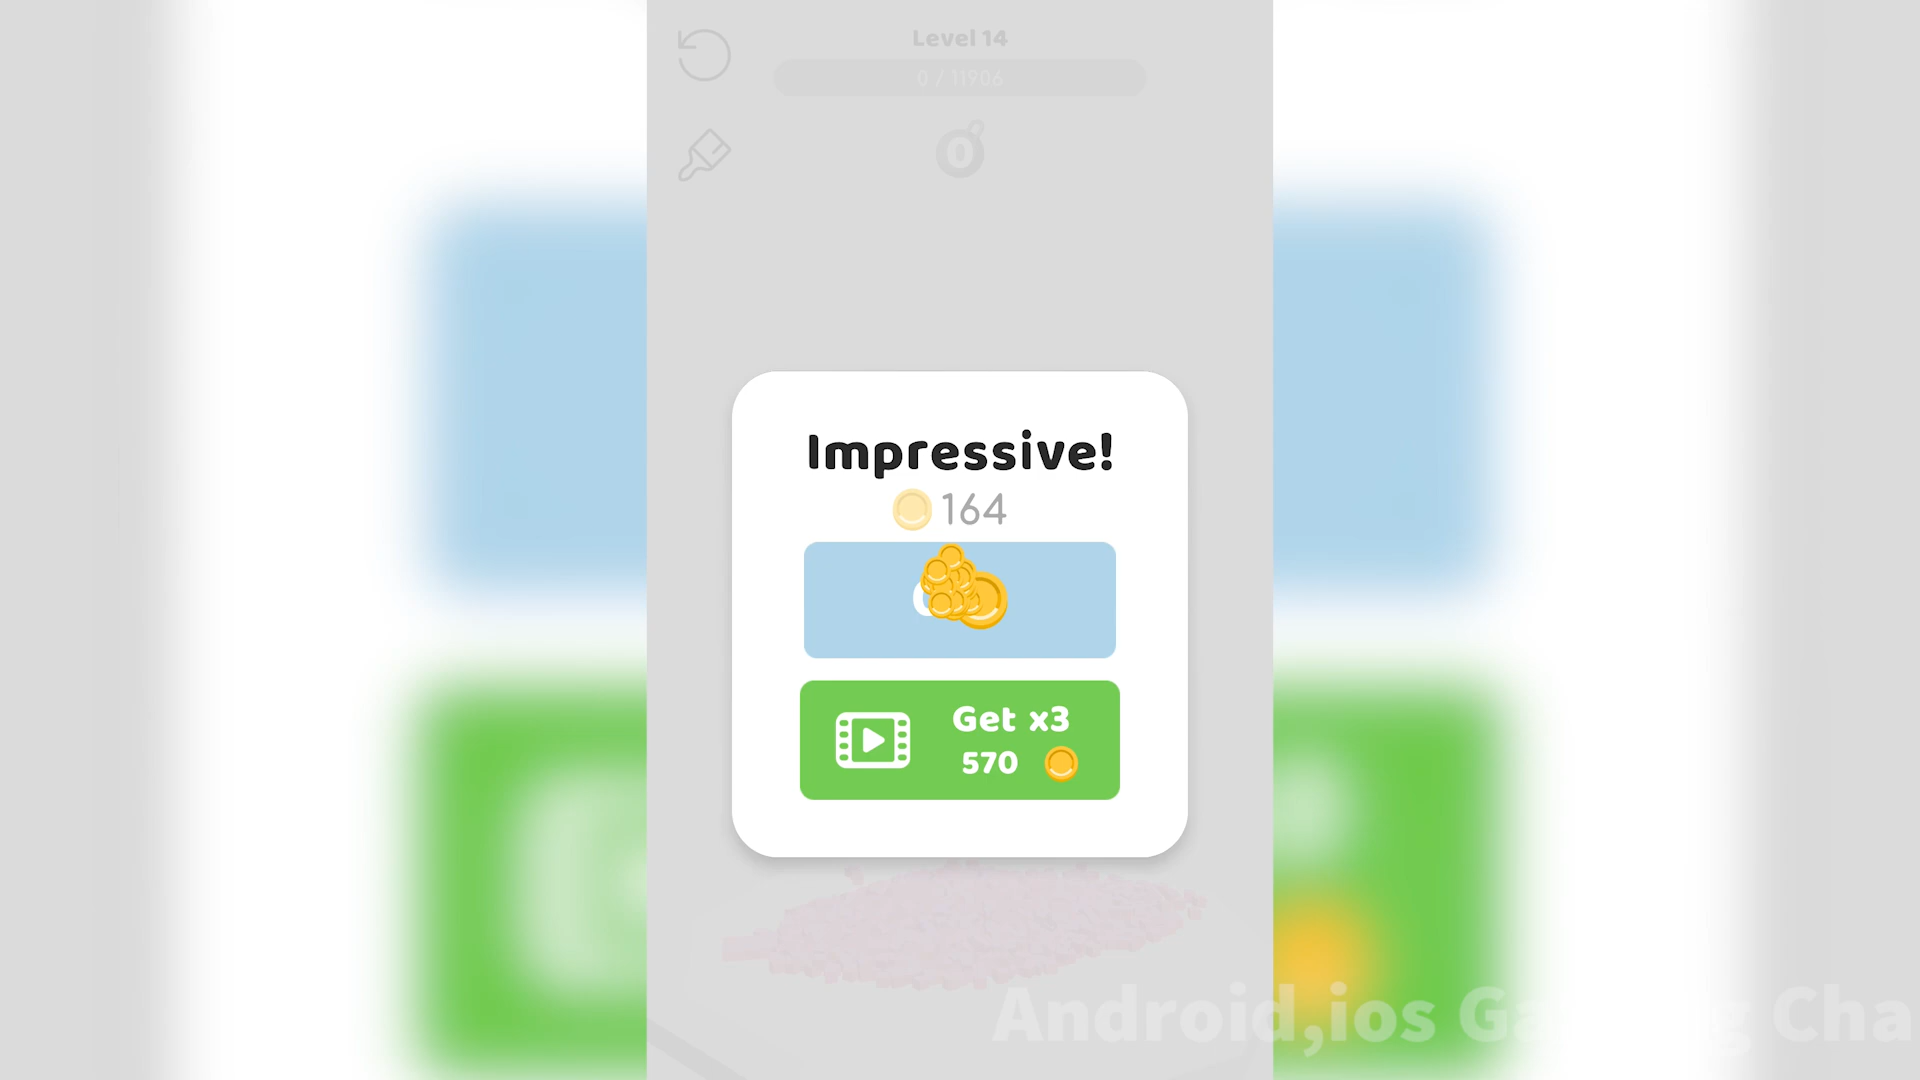 Level 14
0 / 11906
0
Impressive!
164
Get x3
570
Android,ios Ga g Cha